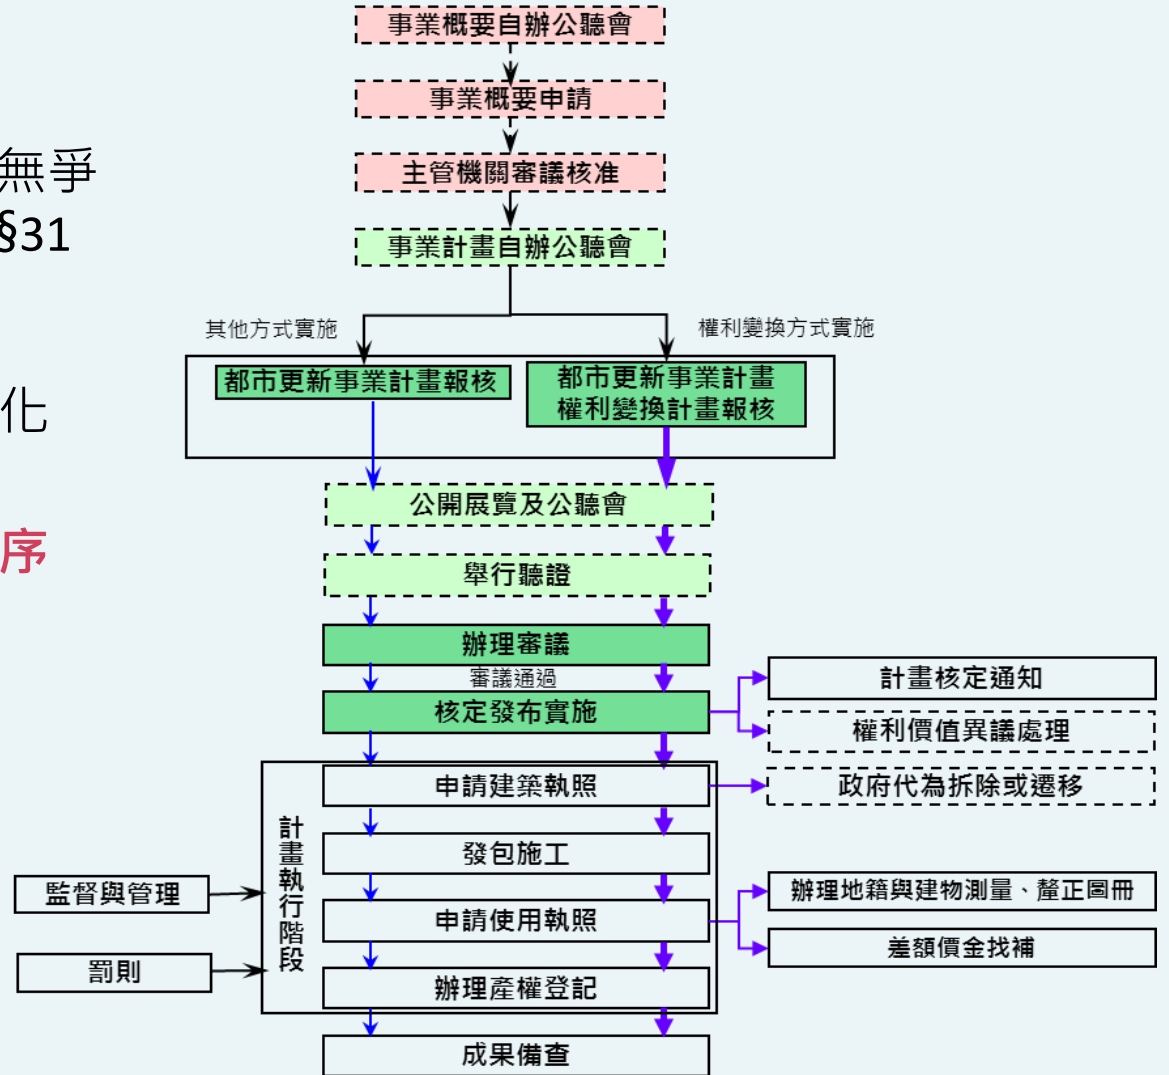 事業概要自辦公聽會
事業概要申請
無爭
主管機關審議核准
§31
事業計畫自辦公聽會
其他方式實施
權利變換方式實施
都市更新事業計畫報核
都市更新事業計畫
權利變換計畫報核
化
公開展覽及公聽會
序
舉行聽證
辦理審議
審議通過
核定發布實施
計畫核定通知
權利價值異議處理
計畫執行階段
申請建築執照
政府代為拆除或遷移
發包施工
監督與管理
申請使用執照
辦理地籍與建物測量、釐正圖冊
差額價金找補
罰則
辦理產權登記
成果備查